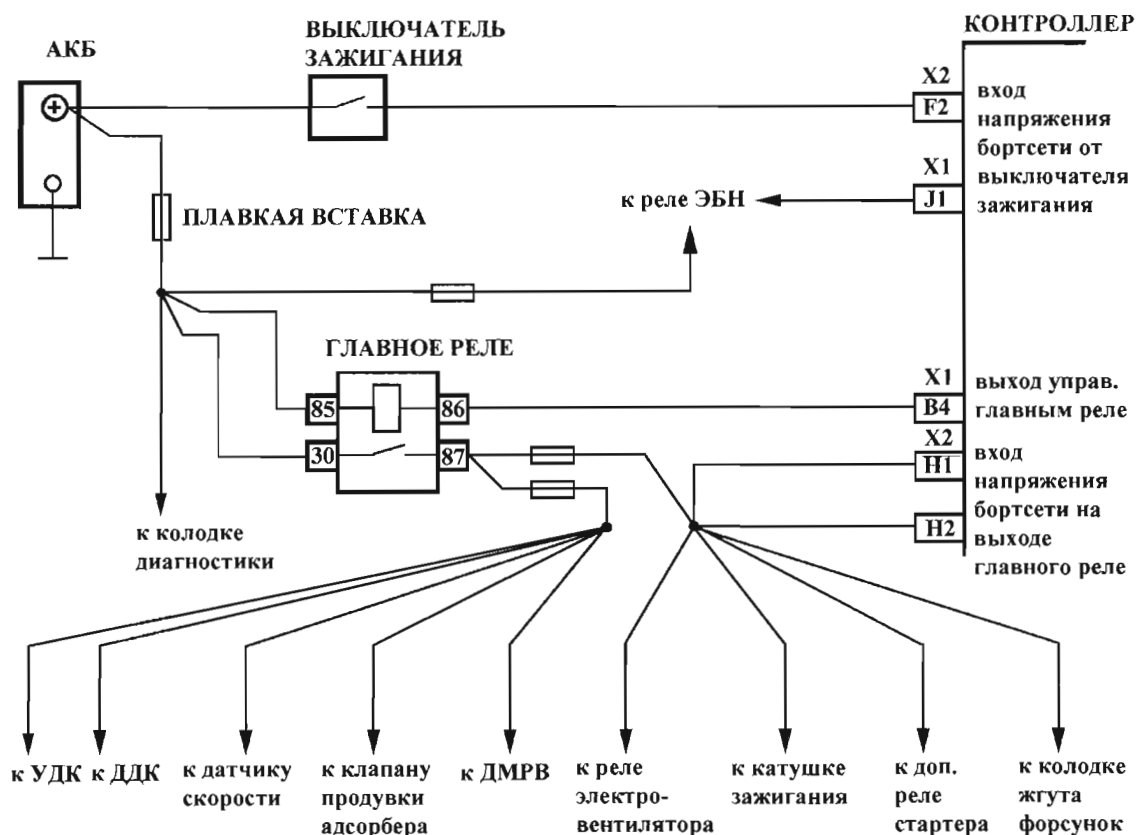 КОНТРОЛЛЕР
АКБ
ВЫКЛЮЧАТЕЛЬ
ЗАЖИГАНИЯ
X2
F2
вход
напряжения
бортсети от
выключателя
зажигания
X1
J1
к реле ЭБН
ПЛАВКАЯ ВСТАВКА
ГЛАВНОЕ РЕЛЕ
85
86
30
87
X1
B4
выход управ.
главным реле
X2
H1
H2
вход
напряжения
бортсети на
выходе
главного реле
к колодке
диагностики
к УДК
к ДДК
к датчику
скорости
к клапану
продувки
адсорбера
к ДМРВ
к реле
электро-
вентилятора
к катушке
зажигания
к доп.
реле
стартера
к колодке
жгута
форсунок